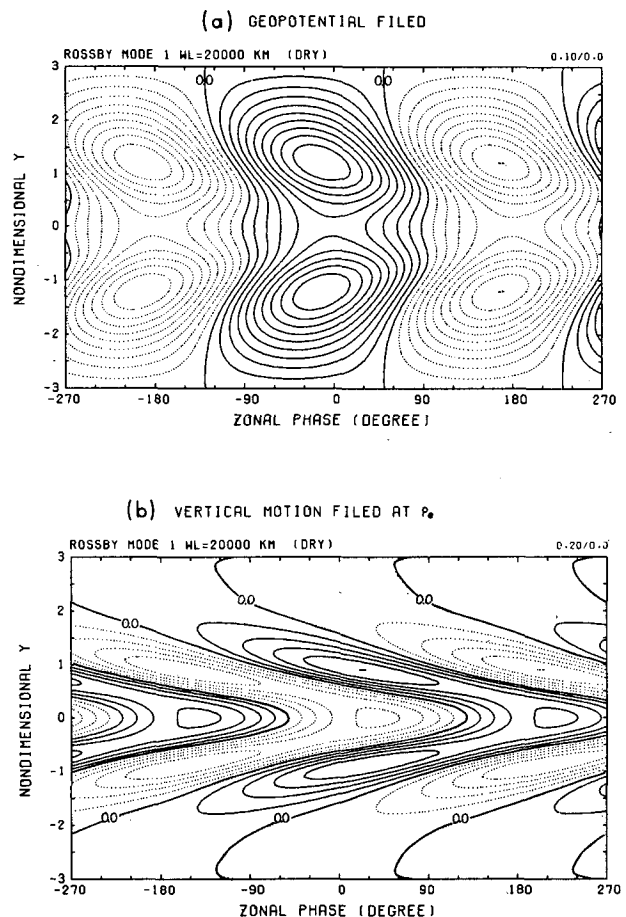 (a) GEOPOTENTIAL FILED
ROSSBY MODE 1 WL=20000 KM (DRY) 0.10/0.0
0.0 0.0
3
2
1
0
-1
-2
-3
NONDIMENSIONAL Y
-270 -180 -90 0 90 180 270
ZONAL PHASE (DEGREE)
(b) VERTICAL MOTION FILED AT Pe
ROSSBY MODE 1 WL=20000 KM (DRY) 0.20/0.0
3
2
1
0
-1
-2
-3
NONDIMENSIONAL Y
0.0 0.0 0.0
0.0 0.0
-270 -180 -90 0 90 180 270
ZONAL PHASE (DEGREE)